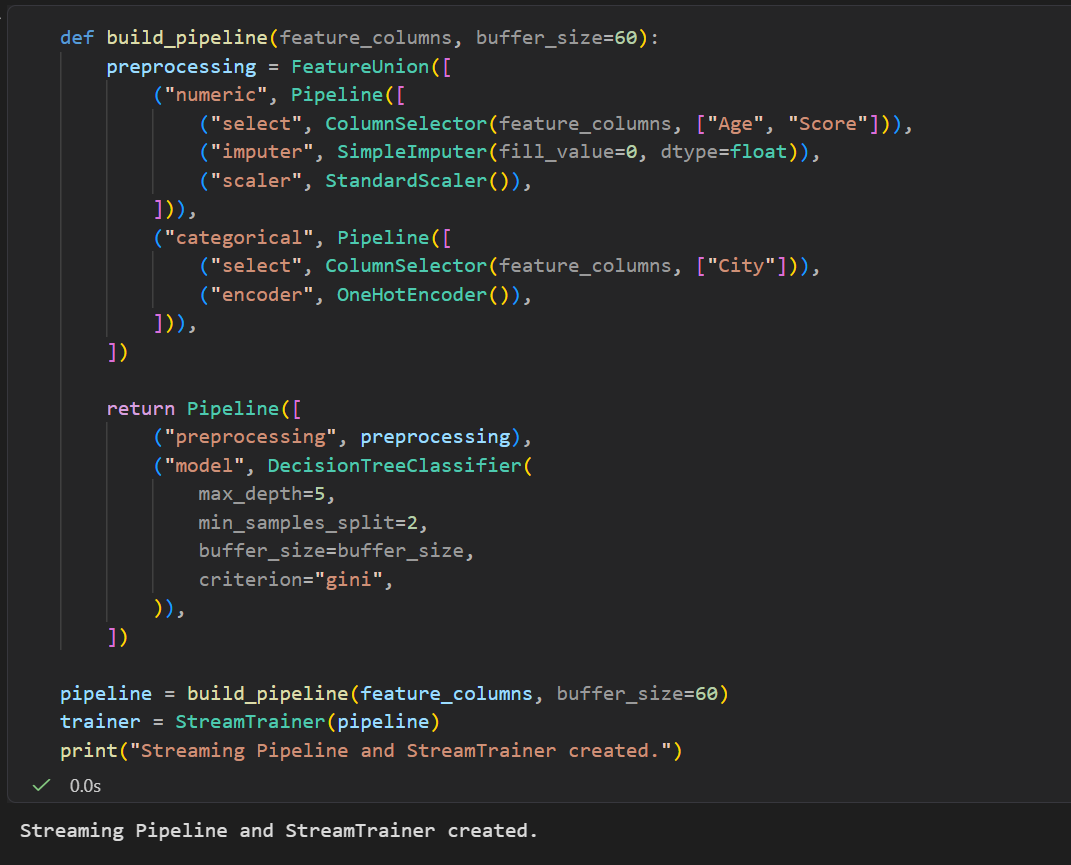 def build_pipeline(feature_columns, buffer_size=60):
    preprocessing = FeatureUnion([
        ("numeric", Pipeline([
            ("select", ColumnSelector(feature_columns, ["Age", "Score"])),
            ("imputer", SimpleImputer(fill_value=0, dtype=float)),
            ("scaler", StandardScaler()),
        ])),
        ("categorical", Pipeline([
            ("select", ColumnSelector(feature_columns, ["City"])),
            ("encoder", OneHotEncoder()),
        ])),
    ])

    return Pipeline([
        ("preprocessing", preprocessing),
        ("model", DecisionTreeClassifier(
            max_depth=5,
            min_samples_split=2,
            buffer_size=buffer_size,
            criterion="gini",
        )),
    ])

pipeline = build_pipeline(feature_columns, buffer_size=60)
trainer = StreamTrainer(pipeline)
print("Streaming Pipeline and StreamTrainer created.")
✓ 0.0s
Streaming Pipeline and StreamTrainer created.